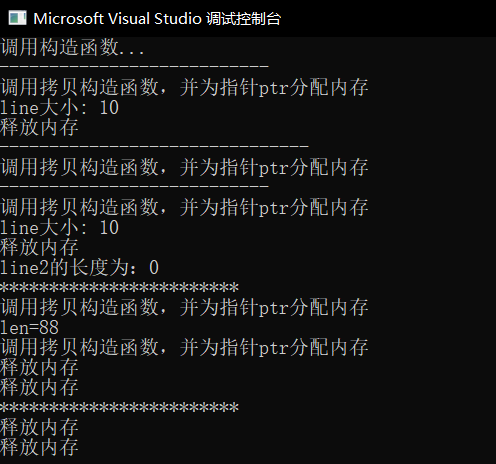 Microsoft Visual Studio 调试控制台
调用构造函数...
---------------------------
调用拷贝构造函数，并为指针ptr分配内存
line大小: 10
释放内存
-------------------------------
调用拷贝构造函数，并为指针ptr分配内存
---------------------------
调用拷贝构造函数，并为指针ptr分配内存
line大小: 10
释放内存
line2的长度为：0
************************
调用拷贝构造函数，并为指针ptr分配内存
len=88
调用拷贝构造函数，并为指针ptr分配内存
释放内存
释放内存
************************
释放内存
释放内存